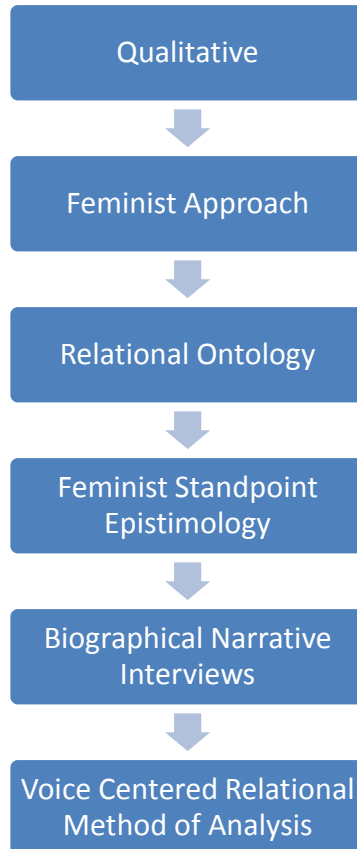 Qualitative
Feminist Approach
Relational Ontology
Feminist Standpoint
Epistimology
Biographical Narrative
Interviews
Voice Centered Relational
Method of Analysis